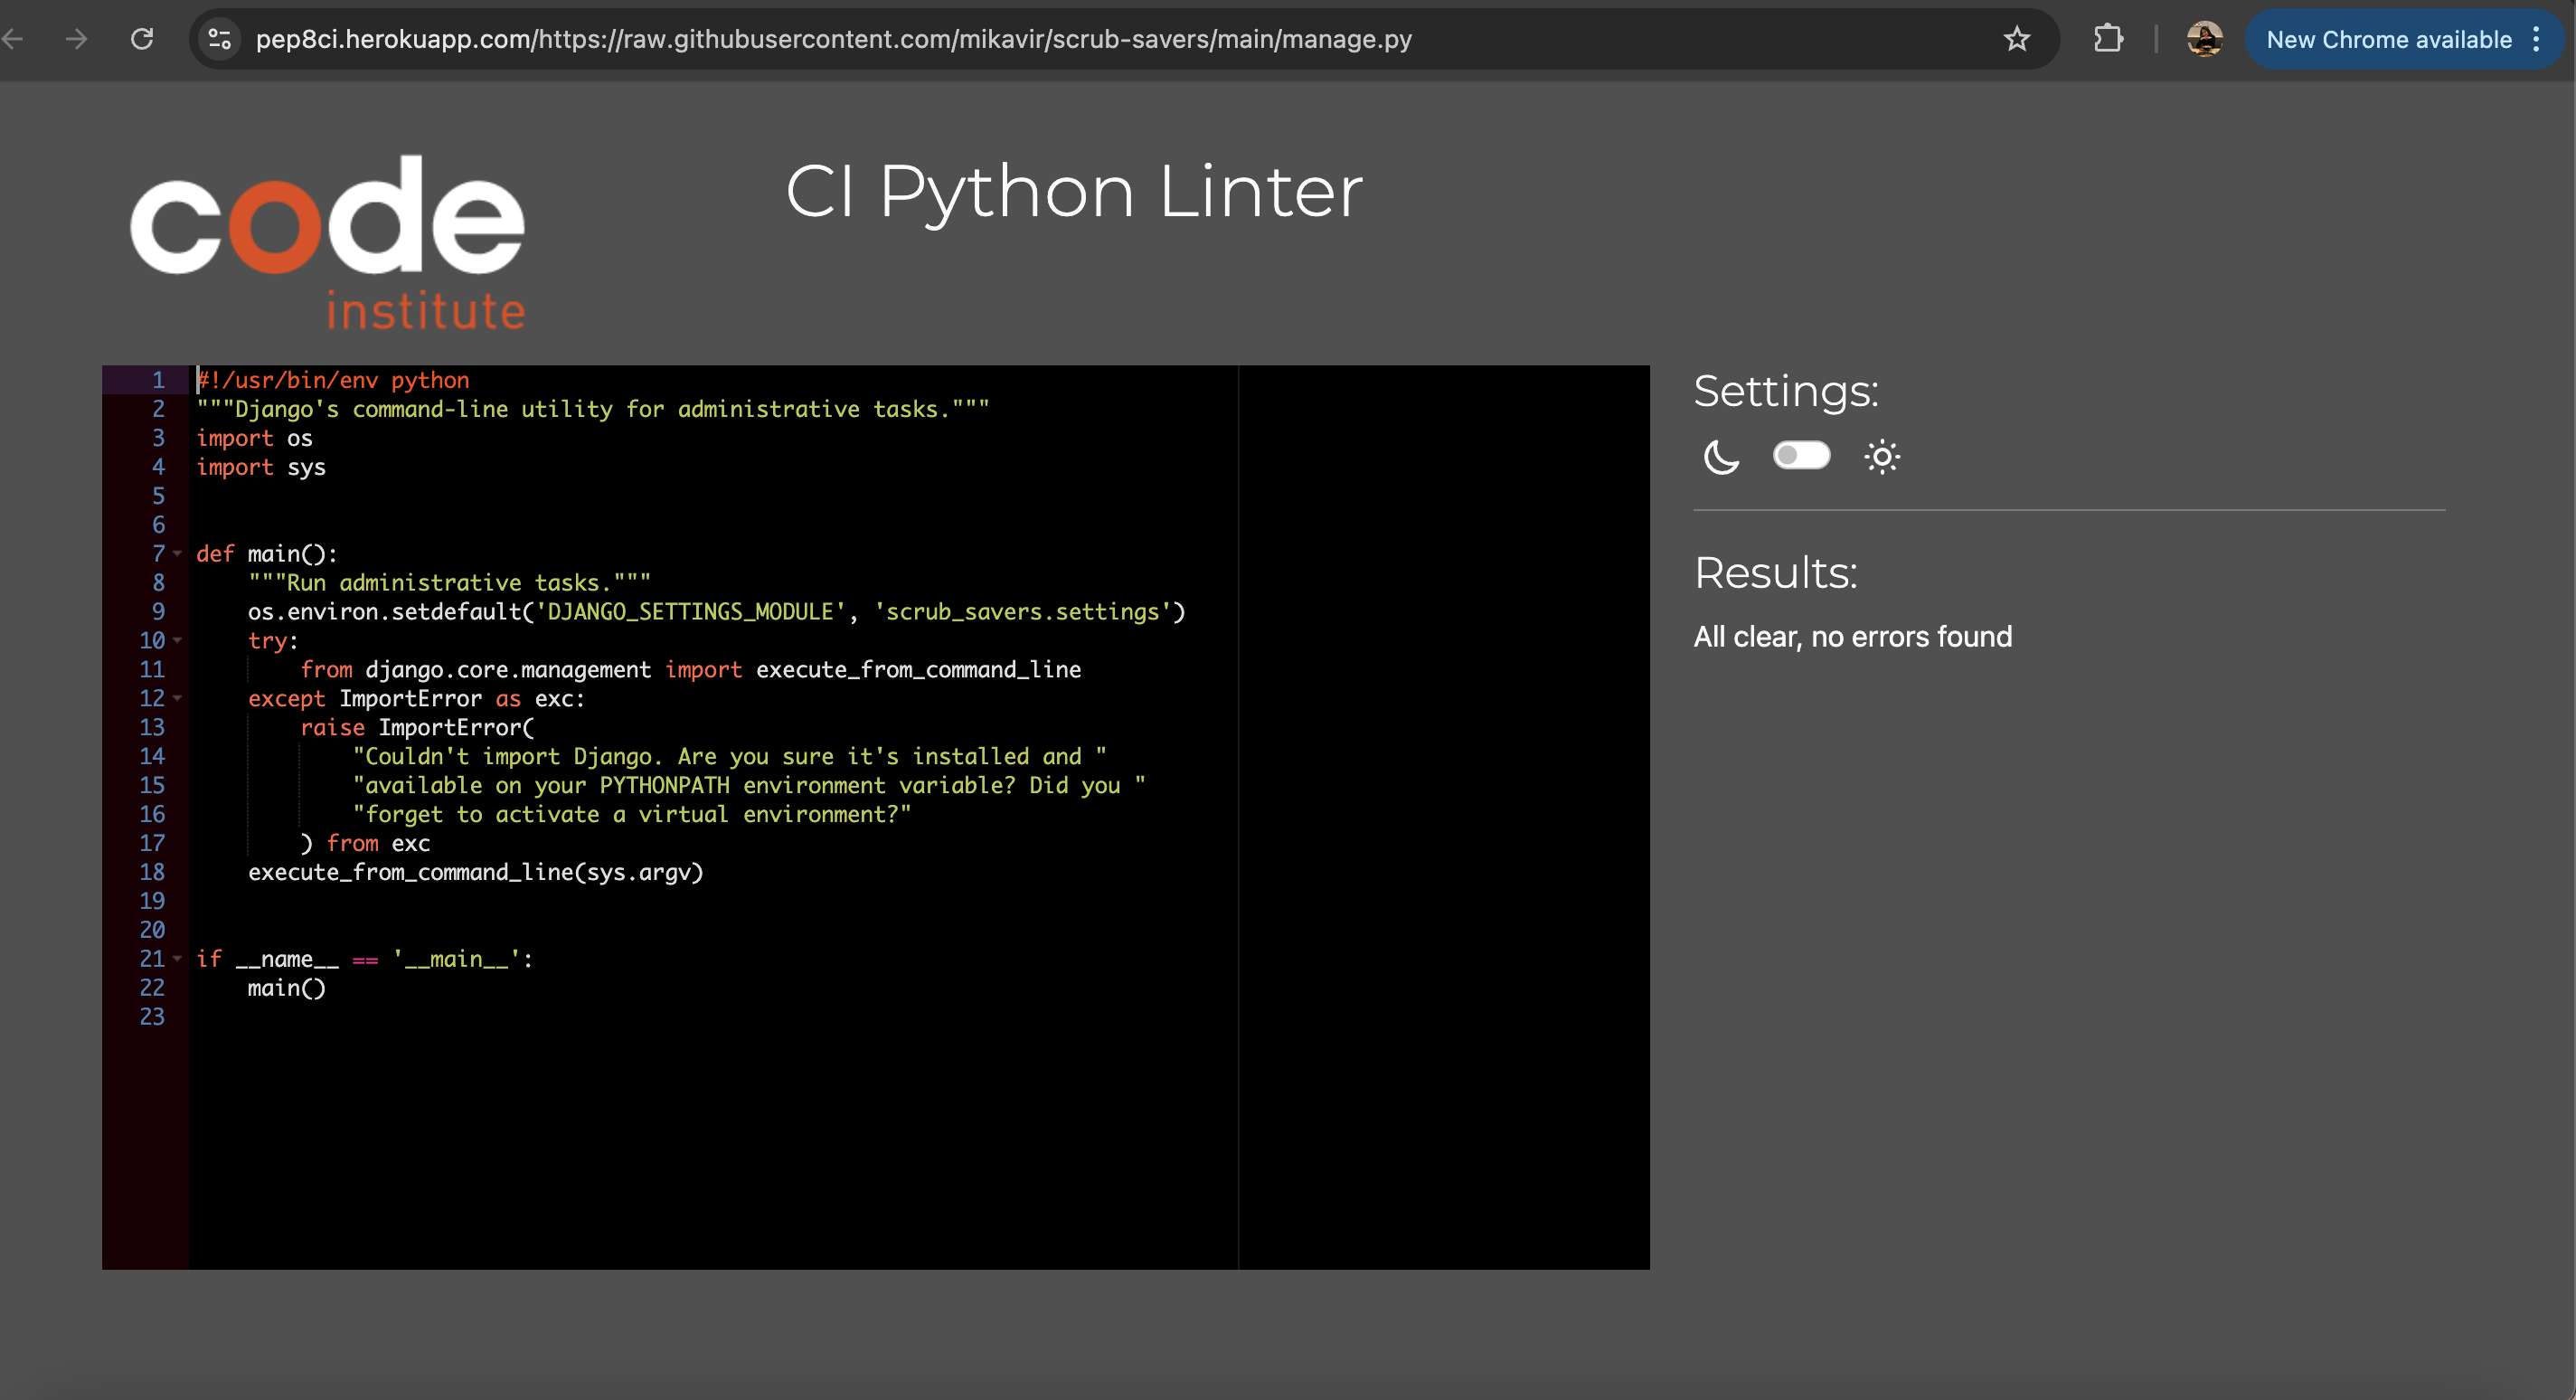 pep8ci.herokuapp.com/https://raw.githubusercontent.com/mikavir/scrub-savers/main/manage.py
New Chrome available
code
institute
CI Python Linter
1 #!/usr/bin/env python
2 """Django's command-line utility for administrative tasks."""
3 import os
4 import sys
5
6
7 def main():
8     """Run administrative tasks."""
9     os.environ.setdefault('DJANGO_SETTINGS_MODULE', 'scrub_savers.settings')
10     try:
11         from django.core.management import execute_from_command_line
12     except ImportError as exc:
13         raise ImportError(
14             "Couldn't import Django. Are you sure it's installed and "
15             "available on your PYTHONPATH environment variable? Did you "
16             "forget to activate a virtual environment?"
17         ) from exc
18     execute_from_command_line(sys.argv)
19
20
21 if __name__ == '__main__':
22     main()
23
Settings:
Results:
All clear, no errors found